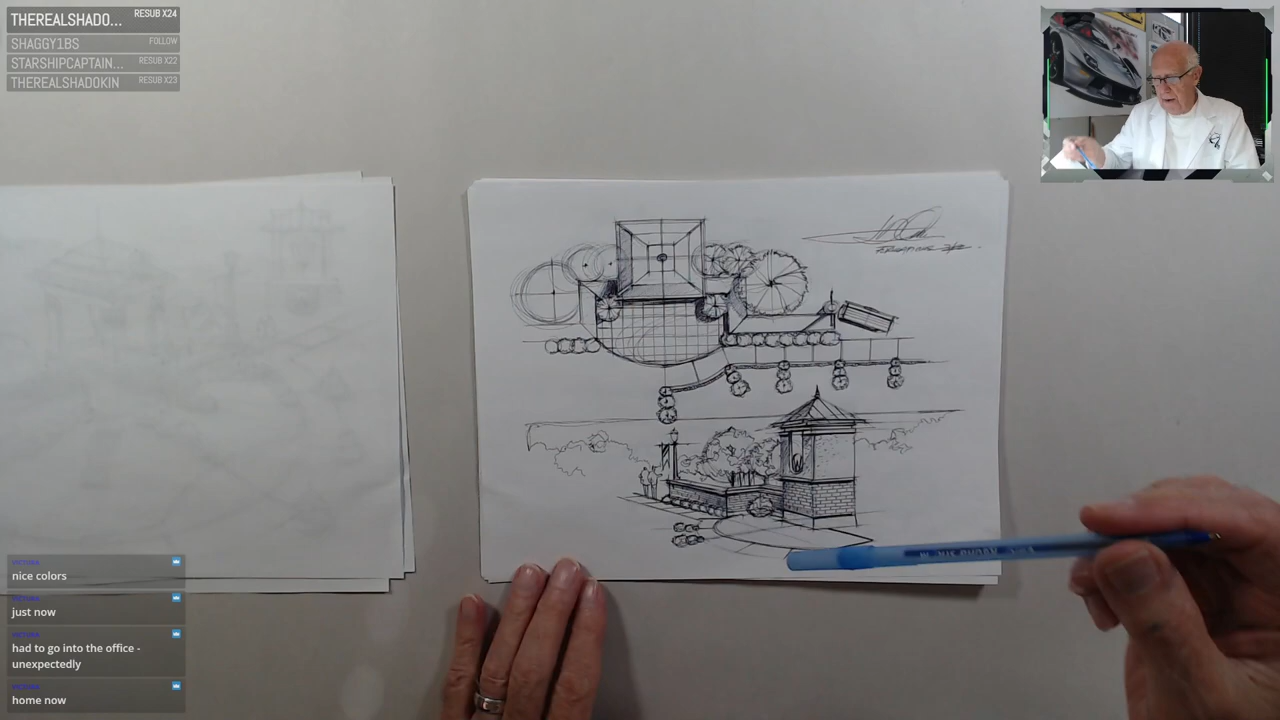 THEREALSHADO... RESUB X24
SHAGGY1BS FOLLOW
STARSHIPCAPTAIN... RESUB X22
THEREALSHADOKIN RESUB X23
nice colors
just now
had to go into the office -
unexpectedly
home now